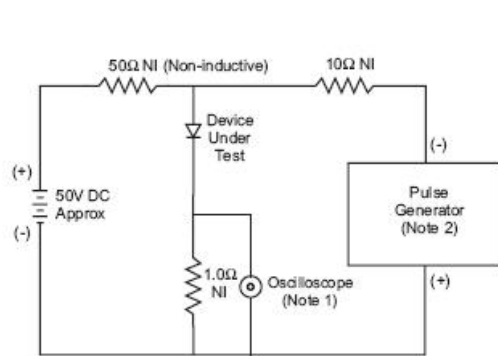 50Ω NI (Non-inductive)
10Ω NI
Device
Under
Test
(-)
(+)
50V DC
Approx
(-)
Pulse
Generator
(Note 2)
(+)
1.0Ω
NI
Oscilloscope
(Note 1)